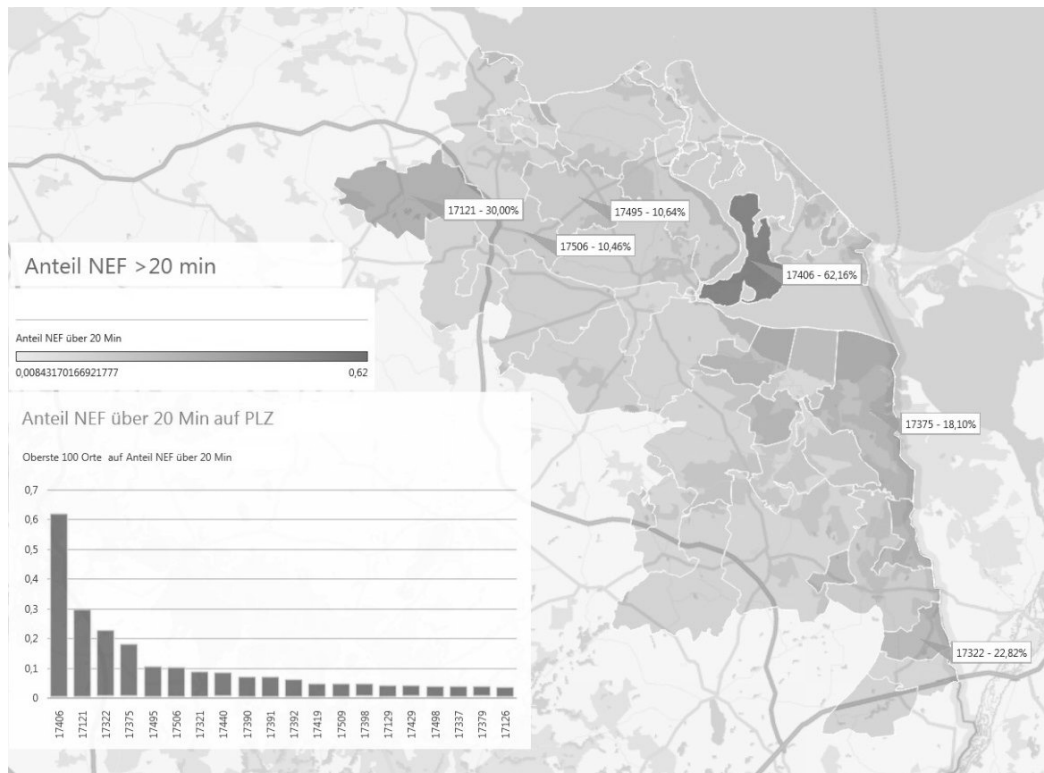 17121 - 30,00%
17495 - 10,64%
17506 - 10,46%
17406 - 62,16%
17375 - 18,10%
17322 - 22,82%
Anteil NEF >20 min
Anteil NEF über 20 Min
0,00843170166921777 0,62
Anteil NEF über 20 Min auf PLZ
Oberste 100 Orte auf Anteil NEF über 20 Min
0,7
0,6
0,5
0,4
0,3
0,2
0,1
0
17406 17121 17322 17375 17495 17506 17321 17440 17390 17391 17392 17419 17509 17398 17129 17429 17498 17337 17379 17126